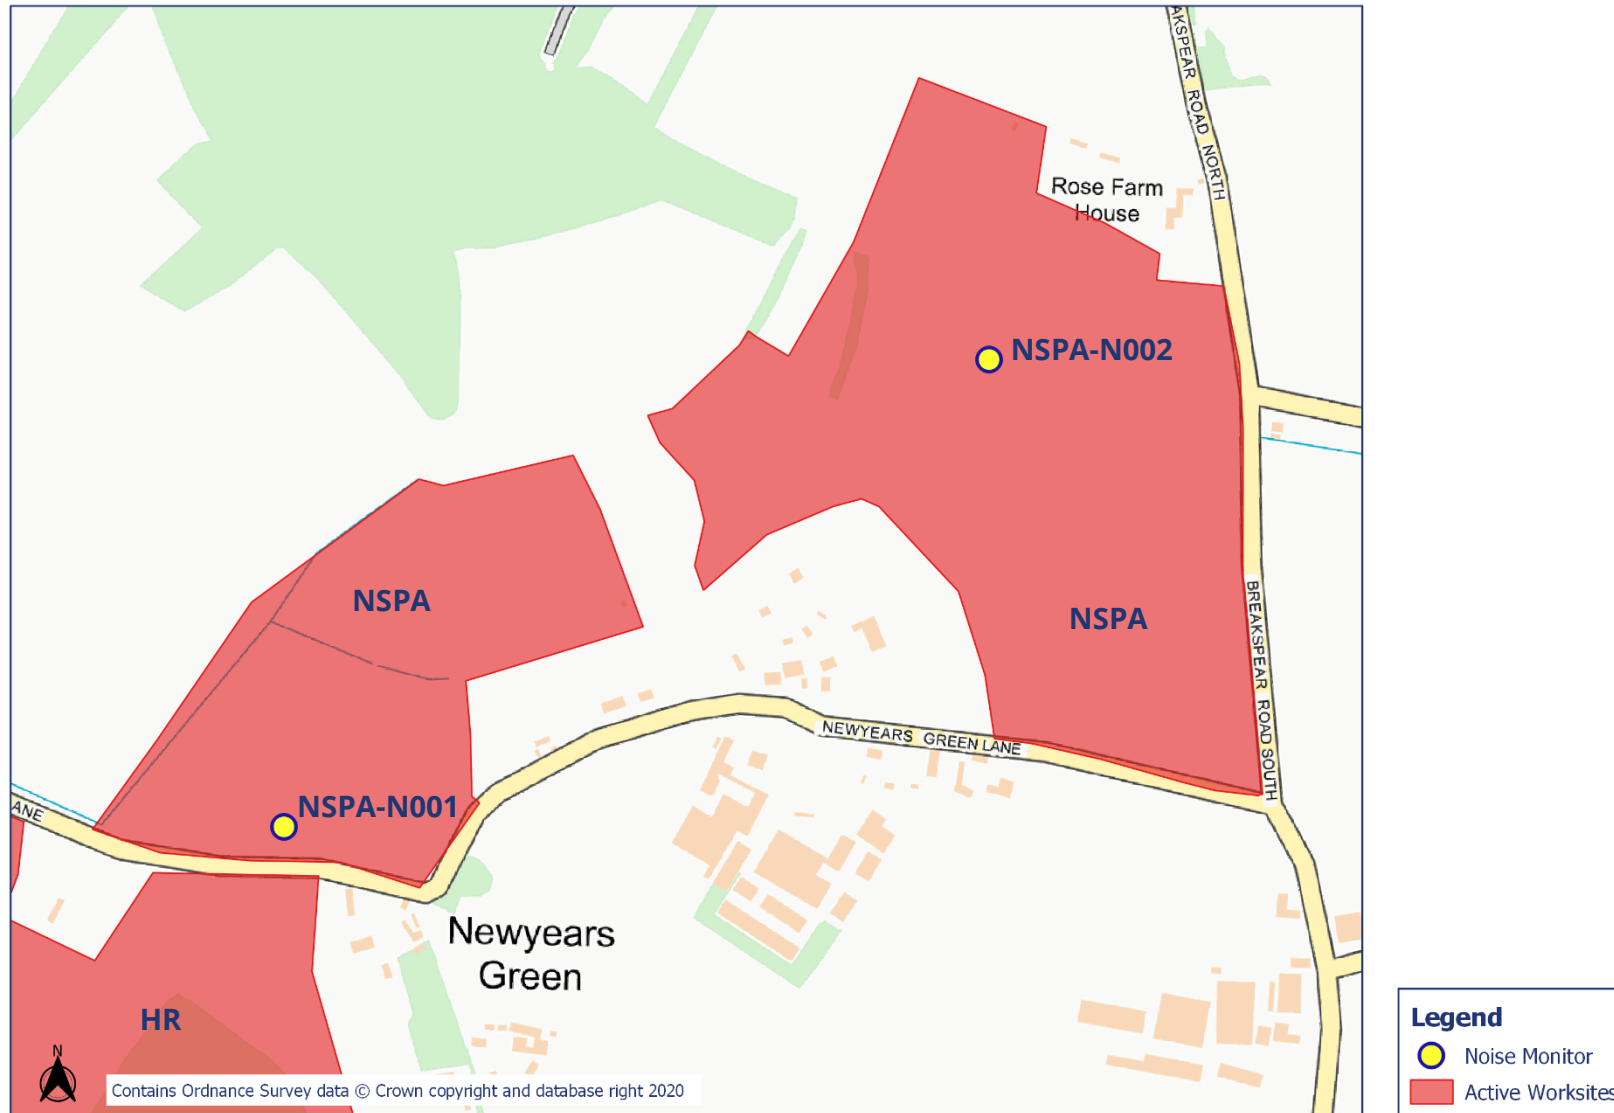 AKSPEAR ROAD NORTH
Rose Farm
House
NSPA-N002
NSPA
NSPA
BREAKSPEAR ROAD SOUTH
NEWYEARS GREEN LANE
NSPA-N001
ANE
Newyears
Green
HR
N
Contains Ordnance Survey data © Crown copyright and database right 2020
Legend
Noise Monitor
Active Worksites